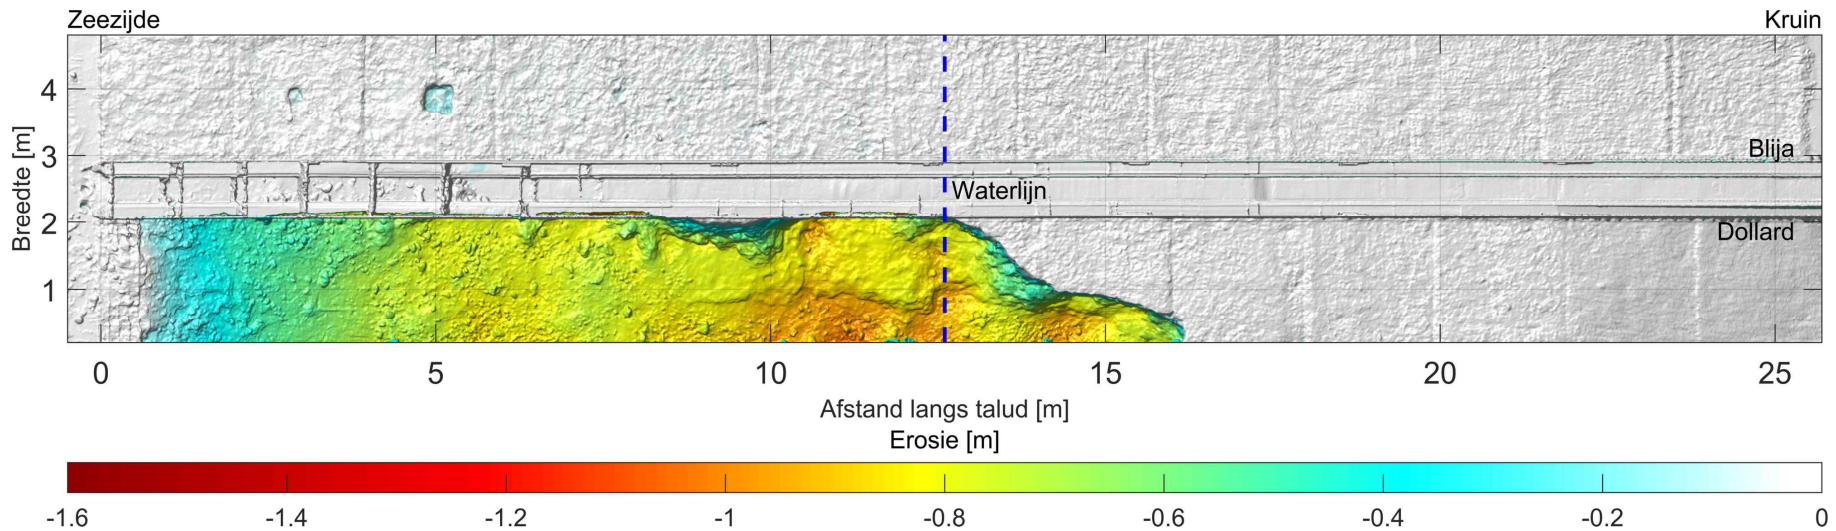 Zeezijde Kruin
4
3
2
1
Breedte [m]
Blija
Waterlijn
Dollard
0 5 10 15 20 25
Afstand langs talud [m]
Erosie [m]
-1.6 -1.4 -1.2 -1 -0.8 -0.6 -0.4 -0.2 0